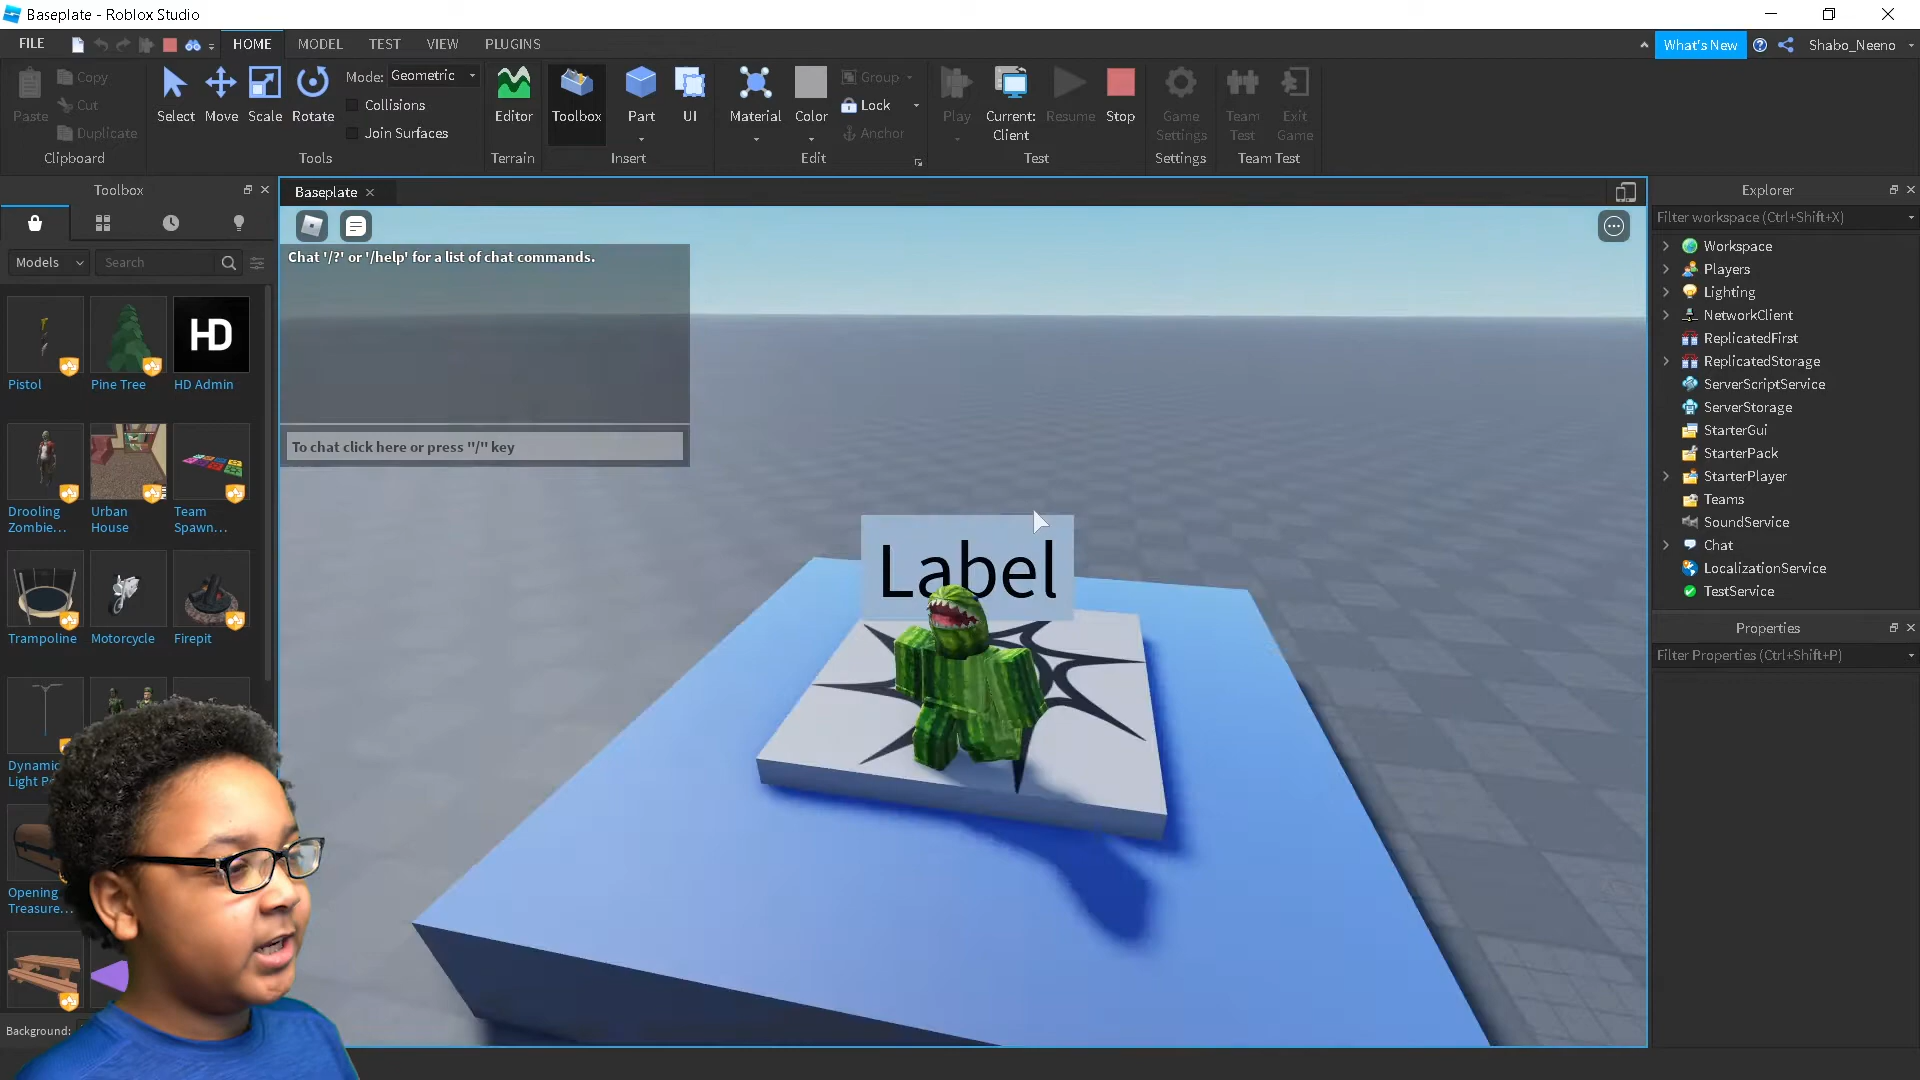 Baseplate - Roblox Studio
FILE
HOME
MODEL
TEST
VIEW
PLUGINS
What's New
Shabo_Neeno
Paste
Copy
Cut
Duplicate
Clipboard
Select
Move
Scale
Rotate
Mode:
Geometric
Collisions
Join Surfaces
Tools
Editor
Terrain
Toolbox
Part
UI
Insert
Material
Color
Group
Lock
Anchor
Edit
Play
Current:
Client
Resume
Stop
Test
Game
Settings
Settings
Team
Test
Exit
Game
Team Test
Toolbox
Models
Search
Pistol
Pine Tree
HD
HD Admin
Drooling
Zombie...
Urban
House
Team
Spawn...
Trampoline
Motorcycle
Firepit
Dynamic
Light
Opening
Treasure...
Background:
Baseplate
Chat '/?' or '/help' for a list of chat commands.
To chat click here or press "/" key
Label
Explorer
Filter workspace (Ctrl+Shift+X)
Workspace
Players
Lighting
NetworkClient
ReplicatedFirst
ReplicatedStorage
ServerScriptService
ServerStorage
StarterGui
StarterPack
StarterPlayer
Teams
SoundService
Chat
LocalizationService
TestService
Properties
Filter Properties (Ctrl+Shift+P)